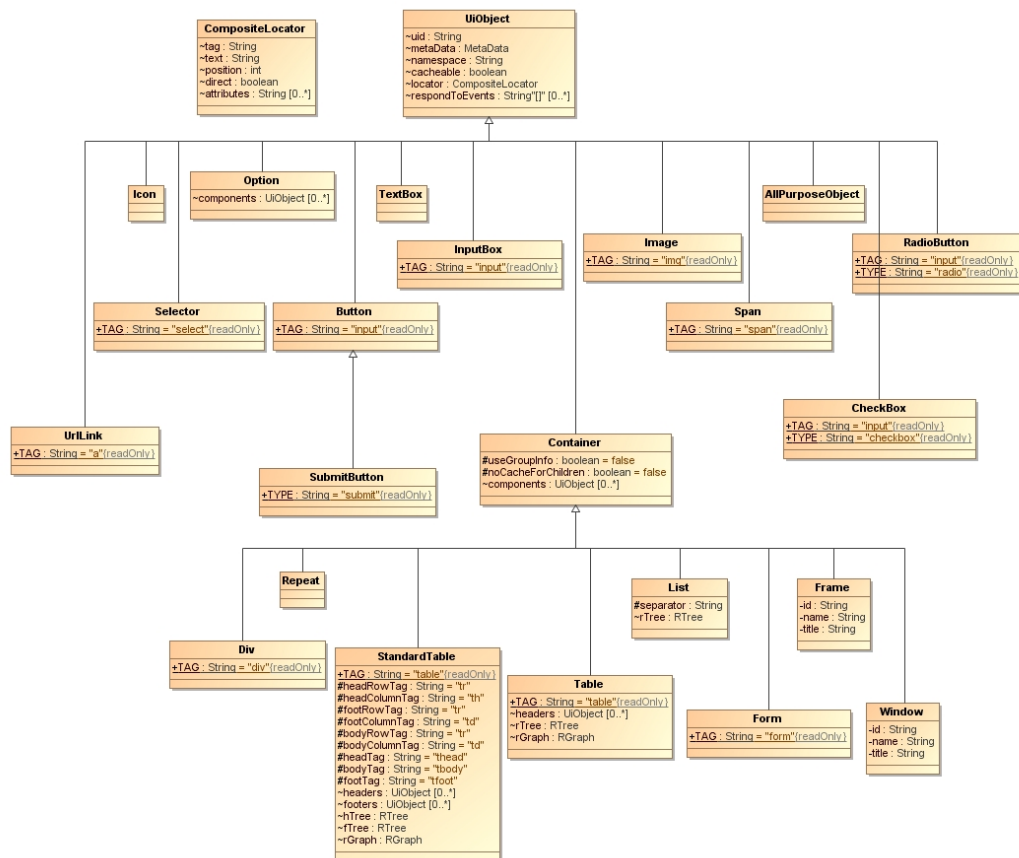 CompositeLocator
~tag : String
~text : String
~position : int
~direct : boolean
~attributes : String [0..*]
UiObject
~uid : String
~metaData : MetaData
~namespace : String
~cacheable : boolean
~locator : CompositeLocator
~respondToEvents : String"[]" [0..*]
Icon
Option
~components : UiObject [0..*]
TextBox
AllPurposeObject
InputBox
+TAG : String = "input"{readOnly}
Image
+TAG : String = "img"{readOnly}
RadioButton
+TAG : String = "input"{readOnly}
+TYPE : String = "radio"{readOnly}
Selector
+TAG : String = "select"{readOnly}
Button
+TAG : String = "input"{readOnly}
Span
+TAG : String = "span"{readOnly}
UrlLink
+TAG : String = "a"{readOnly}
SubmitButton
+TYPE : String = "submit"{readOnly}
Container
#useGroupInfo : boolean = false
#noCacheForChildren : boolean = false
~components : UiObject [0..*]
CheckBox
+TAG : String = "input"{readOnly}
+TYPE : String = "checkbox"{readOnly}
Repeat
List
#separator : String
~rTree : RTree
Frame
-id : String
-name : String
-title : String
Div
+TAG : String = "div"{readOnly}
StandardTable
+TAG : String = "table"{readOnly}
#headRowTag : String = "tr"
#headColumnTag : String = "th"
#footRowTag : String = "tr"
#footColumnTag : String = "td"
#bodyRowTag : String = "tr"
#bodyColumnTag : String = "td"
#headTag : String = "thead"
#bodyTag : String = "tbody"
#footTag : String = "tfoot"
~headers : UiObject [0..*]
~footers : UiObject [0..*]
~hTree : RTree
~fTree : RTree
~rGraph : RGraph
Table
+TAG : String = "table"{readOnly}
~headers : UiObject [0..*]
~rTree : RTree
~rGraph : RGraph
Form
+TAG : String = "form"{readOnly}
Window
-id : String
-name : String
-title : String